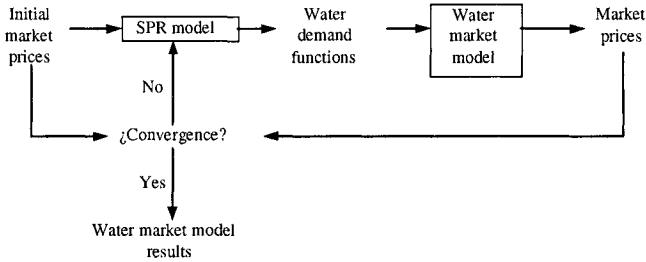 Initial
market
prices
SPR model
Water
demand
functions
Water
market
model
Market
prices
No
¿Convergence?
Yes
Water market model
results